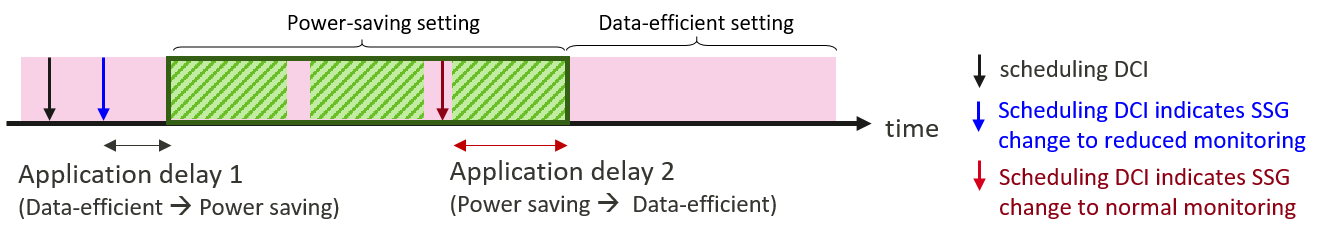 Power-saving setting
Data-efficient setting
scheduling DCI
Scheduling DCI indicates SSG
change to reduced monitoring
Scheduling DCI indicates SSG
change to normal monitoring
time
Application delay 1
(Data-efficient → Power saving)
Application delay 2
(Power saving → Data-efficient)